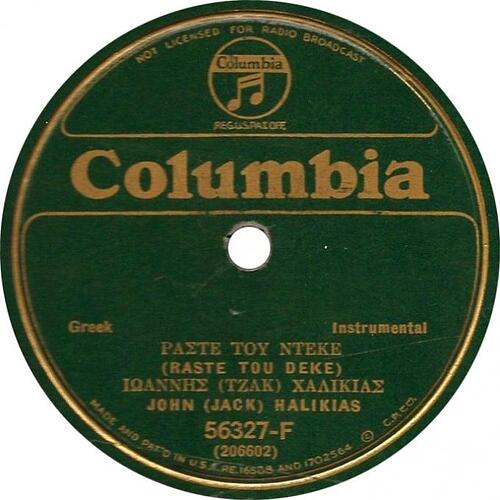 NOT LICENSED FOR RADIO BROADCAST
Columbia
REG.U.S.PAT.OFF.
Columbia
Greek
Instrumental
ΡΑΣΤΕ ΤΟΥ ΝΤΕΚΕ
(RASTE TOU DEKE)
ΙΩΑΝΝΗΣ (ΤΖΑΚ) ΧΑΛΙΚΙΑΣ
JOHN (JACK) HALIKIAS
56327-F
(206602)
MADE AND PAT'D IN U.S.A. RE.16508 AND 1702564 © C.P.CO.